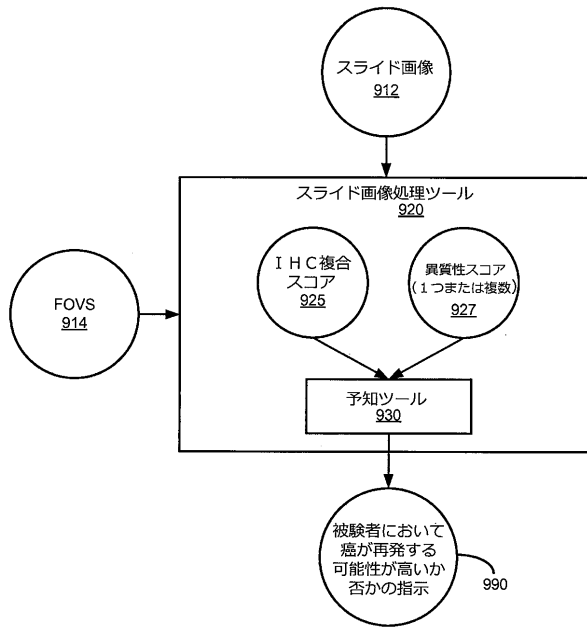 スライド画像
912
スライド画像処理ツール
920
ＩＨＣ複合
スコア
925
異質性スコア
（１つまたは複数）
927
FOVS
914
予知ツール
930
被験者において
癌が再発する
可能性が高いか
否かの指示
990